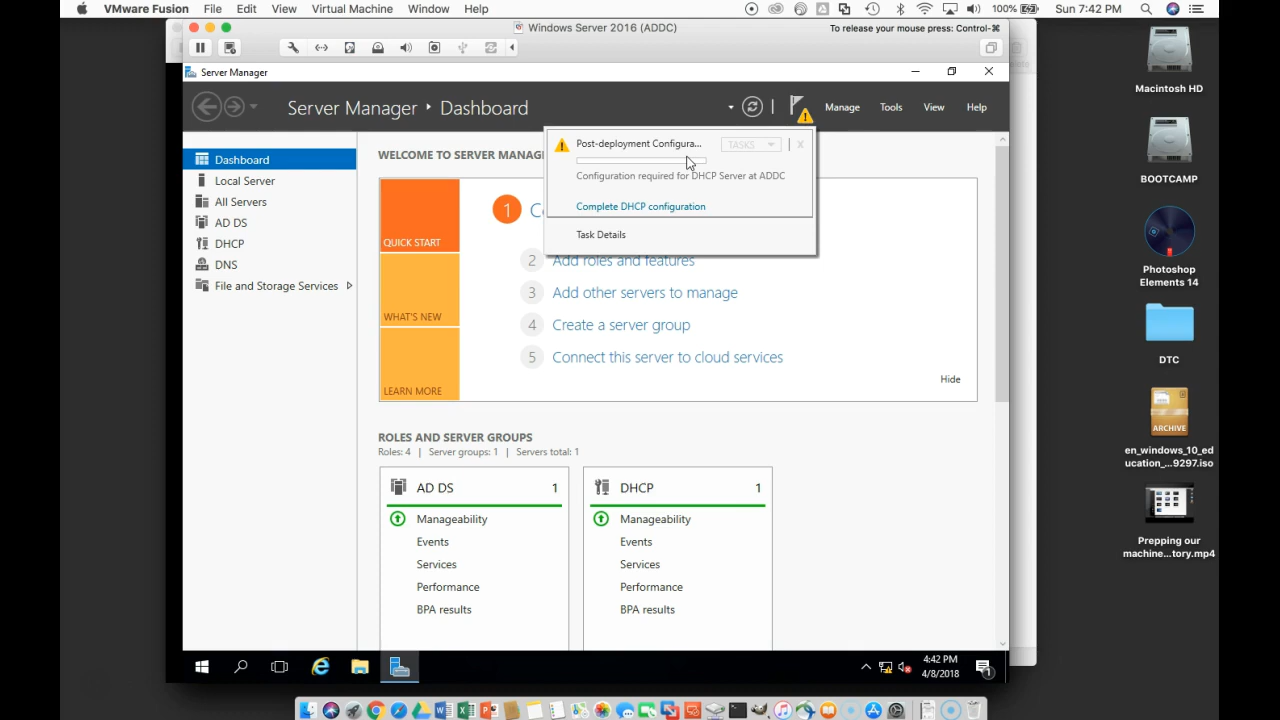 VMware Fusion File Edit View Virtual Machine Window Help 100% Sun 7:42 PM
Windows Server 2016 (ADDC) To release your mouse press: Control-⌘
Server Manager
Server Manager ‣ Dashboard Manage Tools View Help
Dashboard
Local Server
All Servers
AD DS
DHCP
DNS
File and Storage Services
WELCOME TO SERVER MANAG
Post-deployment Configura... TASKS X
Configuration required for DHCP Server at ADDC
Complete DHCP configuration
Task Details
QUICK START
WHAT'S NEW
LEARN MORE
1
2 Add roles and features
3 Add other servers to manage
4 Create a server group
5 Connect this server to cloud services
Hide
ROLES AND SERVER GROUPS
Roles: 4 | Server groups: 1 | Servers total: 1
AD DS 1
Manageability
Events
Services
Performance
BPA results
DHCP 1
Manageability
Events
Services
Performance
BPA results
4:42 PM
4/8/2018
1
Macintosh HD
BOOTCAMP
Photoshop
Elements 14
DTC
ARCHIVE
en_windows_10_ed
ucation_...9297.iso
Prepping our
machine...tory.mp4